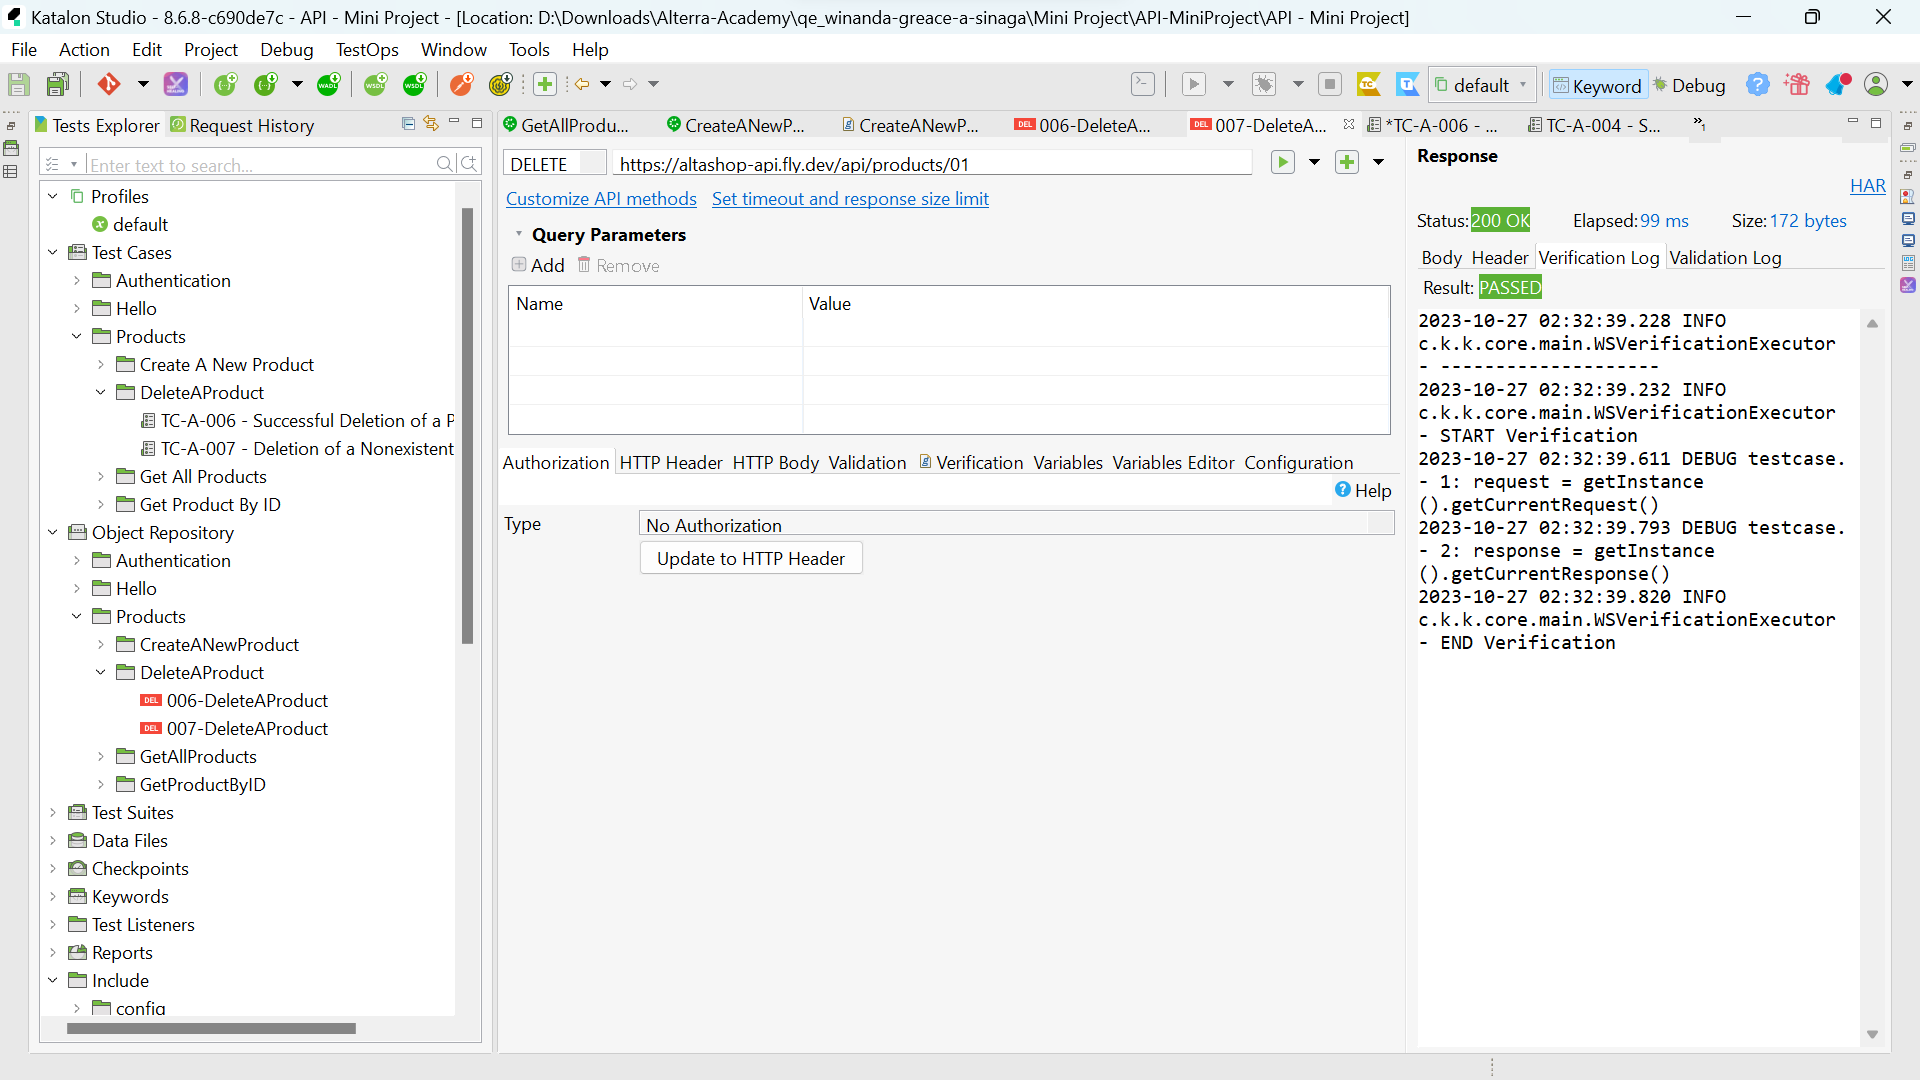 Katalon Studio - 8.6.8-c690de7c - API - Mini Project - [Location: D:\Downloads\Alterra-Academy\qe_winanda-greace-a-sinaga\Mini Project\API-MiniProject\API - Mini Project]
File Action Edit Project Debug TestOps Window Tools Help
default Keyword Debug
Tests Explorer Request History
Enter text to search...
Profiles
default
Test Cases
Authentication
Hello
Products
Create A New Product
DeleteAProduct
TC-A-006 - Successful Deletion of a P
TC-A-007 - Deletion of a Nonexistent
Get All Products
Get Product By ID
Object Repository
Authentication
Hello
Products
CreateANewProduct
DeleteAProduct
DEL 006-DeleteAProduct
DEL 007-DeleteAProduct
GetAllProducts
GetProductByID
Test Suites
Data Files
Checkpoints
Keywords
Test Listeners
Reports
Include
config
GetAllProdu... CreateANewP... CreateANewP... DEL 006-DeleteA... DEL 007-DeleteA... *TC-A-006 - ... TC-A-004 - S... »1
DELETE https://altashop-api.fly.dev/api/products/01
Customize API methods Set timeout and response size limit
Query Parameters
Add Remove
Name Value
Authorization HTTP Header HTTP Body Validation Verification Variables Variables Editor Configuration
Help
Type No Authorization
Update to HTTP Header
Response
HAR
Status: 200 OK Elapsed: 99 ms Size: 172 bytes
Body Header Verification Log Validation Log
Result: PASSED
2023-10-27 02:32:39.228 INFO
c.k.k.core.main.WSVerificationExecutor
- --------------------
2023-10-27 02:32:39.232 INFO
c.k.k.core.main.WSVerificationExecutor
- START Verification
2023-10-27 02:32:39.611 DEBUG testcase.
- 1: request = getInstance
().getCurrentRequest()
2023-10-27 02:32:39.793 DEBUG testcase.
- 2: response = getInstance
().getCurrentResponse()
2023-10-27 02:32:39.820 INFO
c.k.k.core.main.WSVerificationExecutor
- END Verification